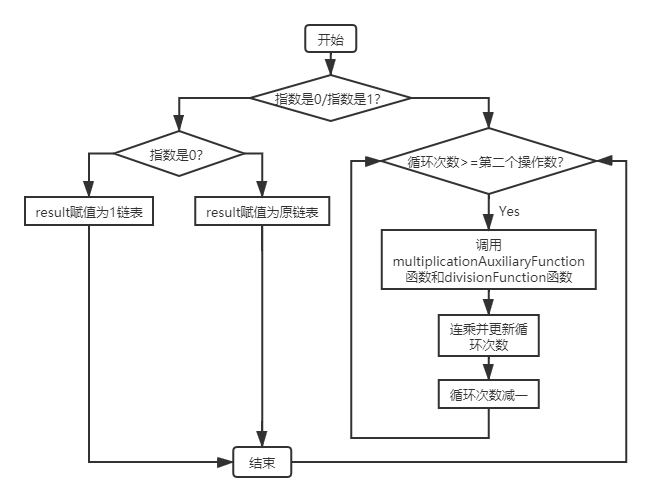 开始
指数是0/指数是1?
指数是0?
循环次数>=第二个操作数?
result赋值为1链表
result赋值为原链表
Yes
调用
multiplicationAuxiliaryFunction
函数和divisionFunction函数
连乘并更新循
环次数
循环次数减一
结束